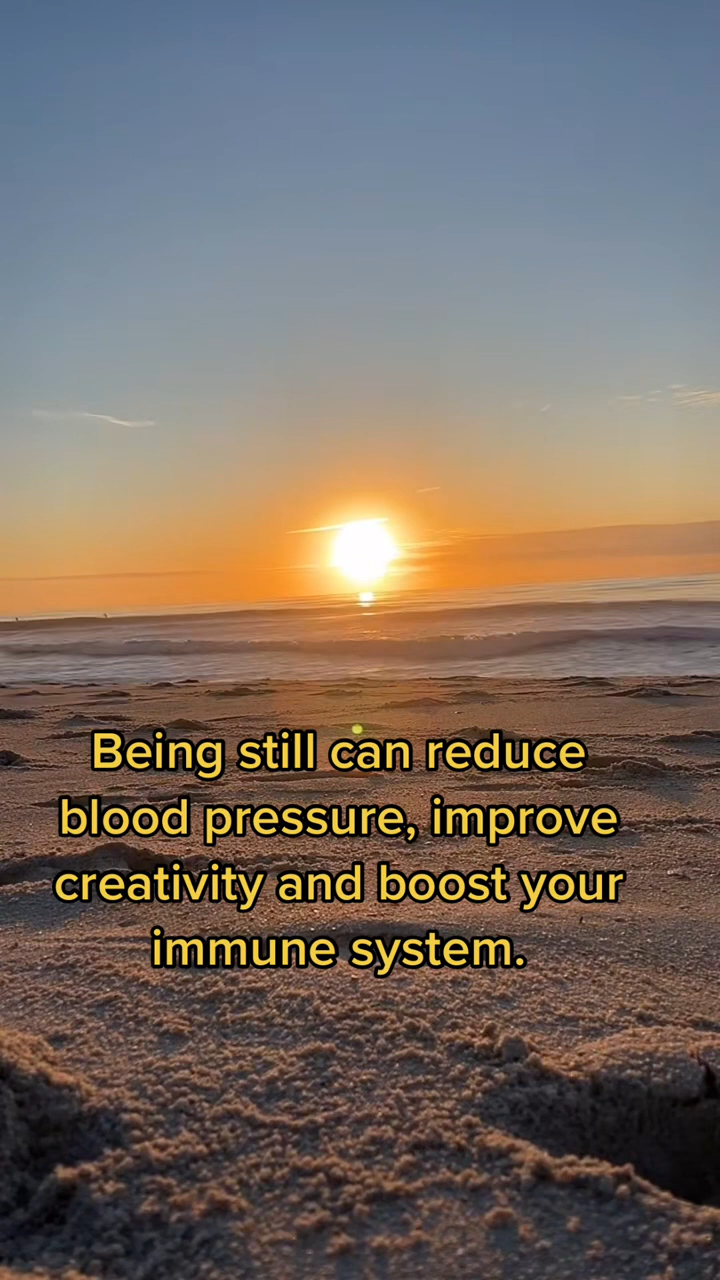 Being still can reduce
blood pressure, improve
creativity and boost your
immune system.